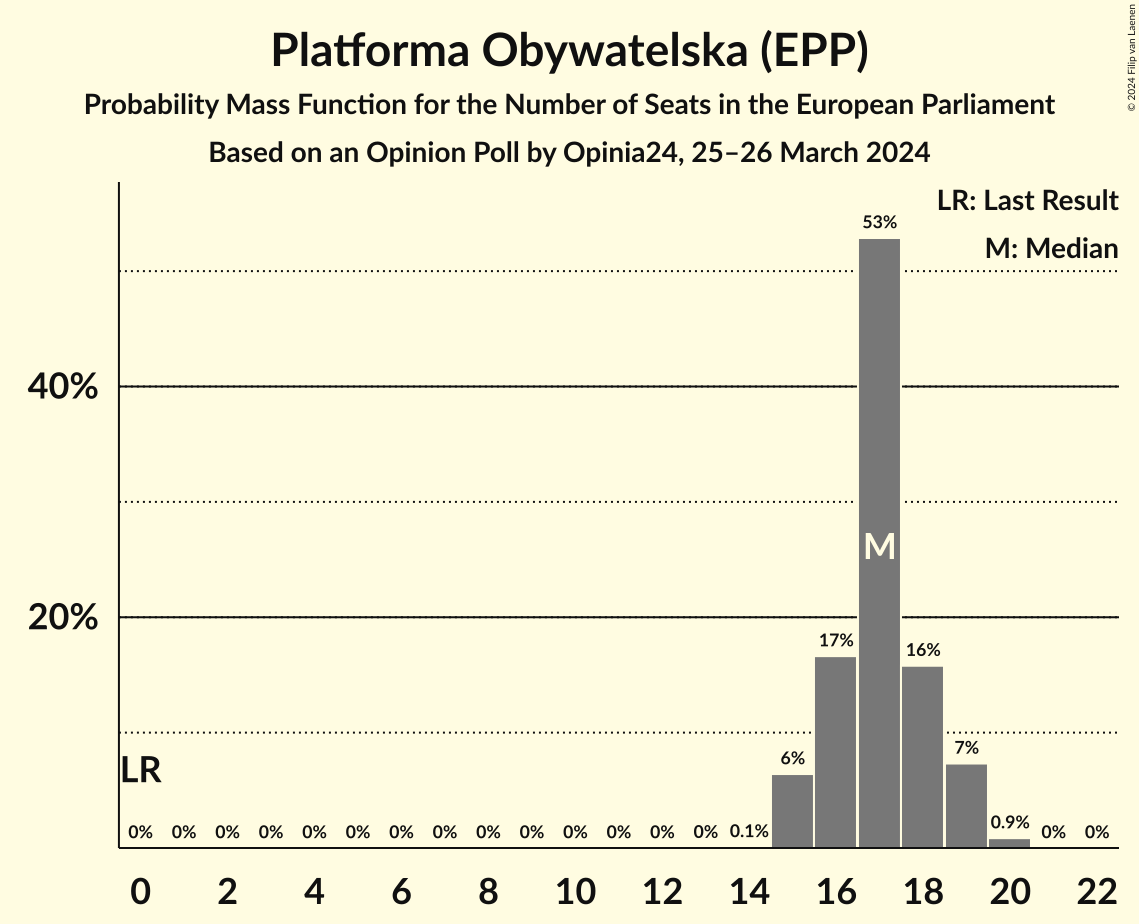 Platforma Obywatelska (EPP)
Probability Mass Function for the Number of Seats in the European Parliament
Based on an Opinion Poll by Opinia24, 25–26 March 2024
© 2024 Filip van Laenen
LR: Last Result
M: Median
53%
40%
M
20%
17%
16%
7%
6%
LR
0% 0% 0% 0% 0% 0% 0% 0% 0% 0% 0% 0% 0% 0% 0.1% 0.9% 0% 0%
0 2 4 6 8 10 12 14 16 18 20 22